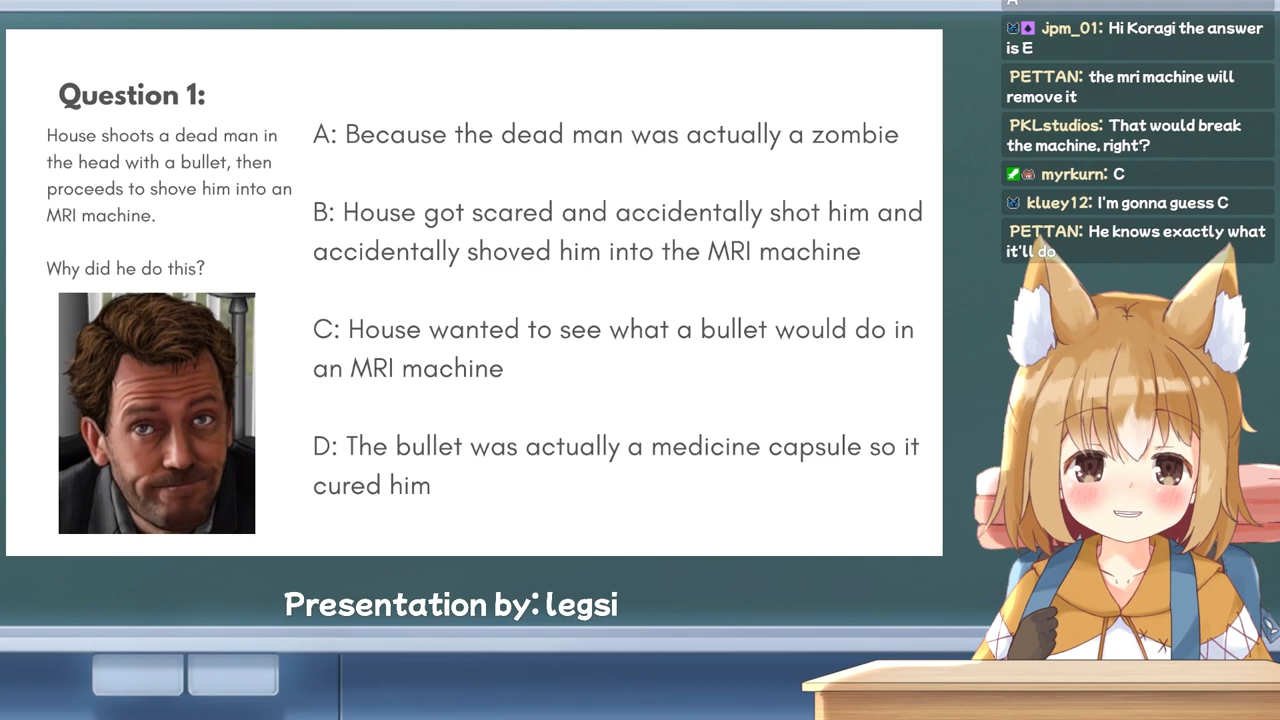 Question 1:
House shoots a dead man in
the head with a bullet, then
proceeds to shove him into an
MRI machine.
Why did he do this?
A: Because the dead man was actually a zombie
B: House got scared and accidentally shot him and
accidentally shoved him into the MRI machine
C: House wanted to see what a bullet would do in
an MRI machine
D: The bullet was actually a medicine capsule so it
cured him
Presentation by: legsi
jpm_01: Hi Koragi the answer
is E
PETTAN: the mri machine will
remove it
PKLstudios: That would break
the machine, right?
myrkurn: C
kluey12: I'm gonna guess C
PETTAN: He knows exactly what
it'll do